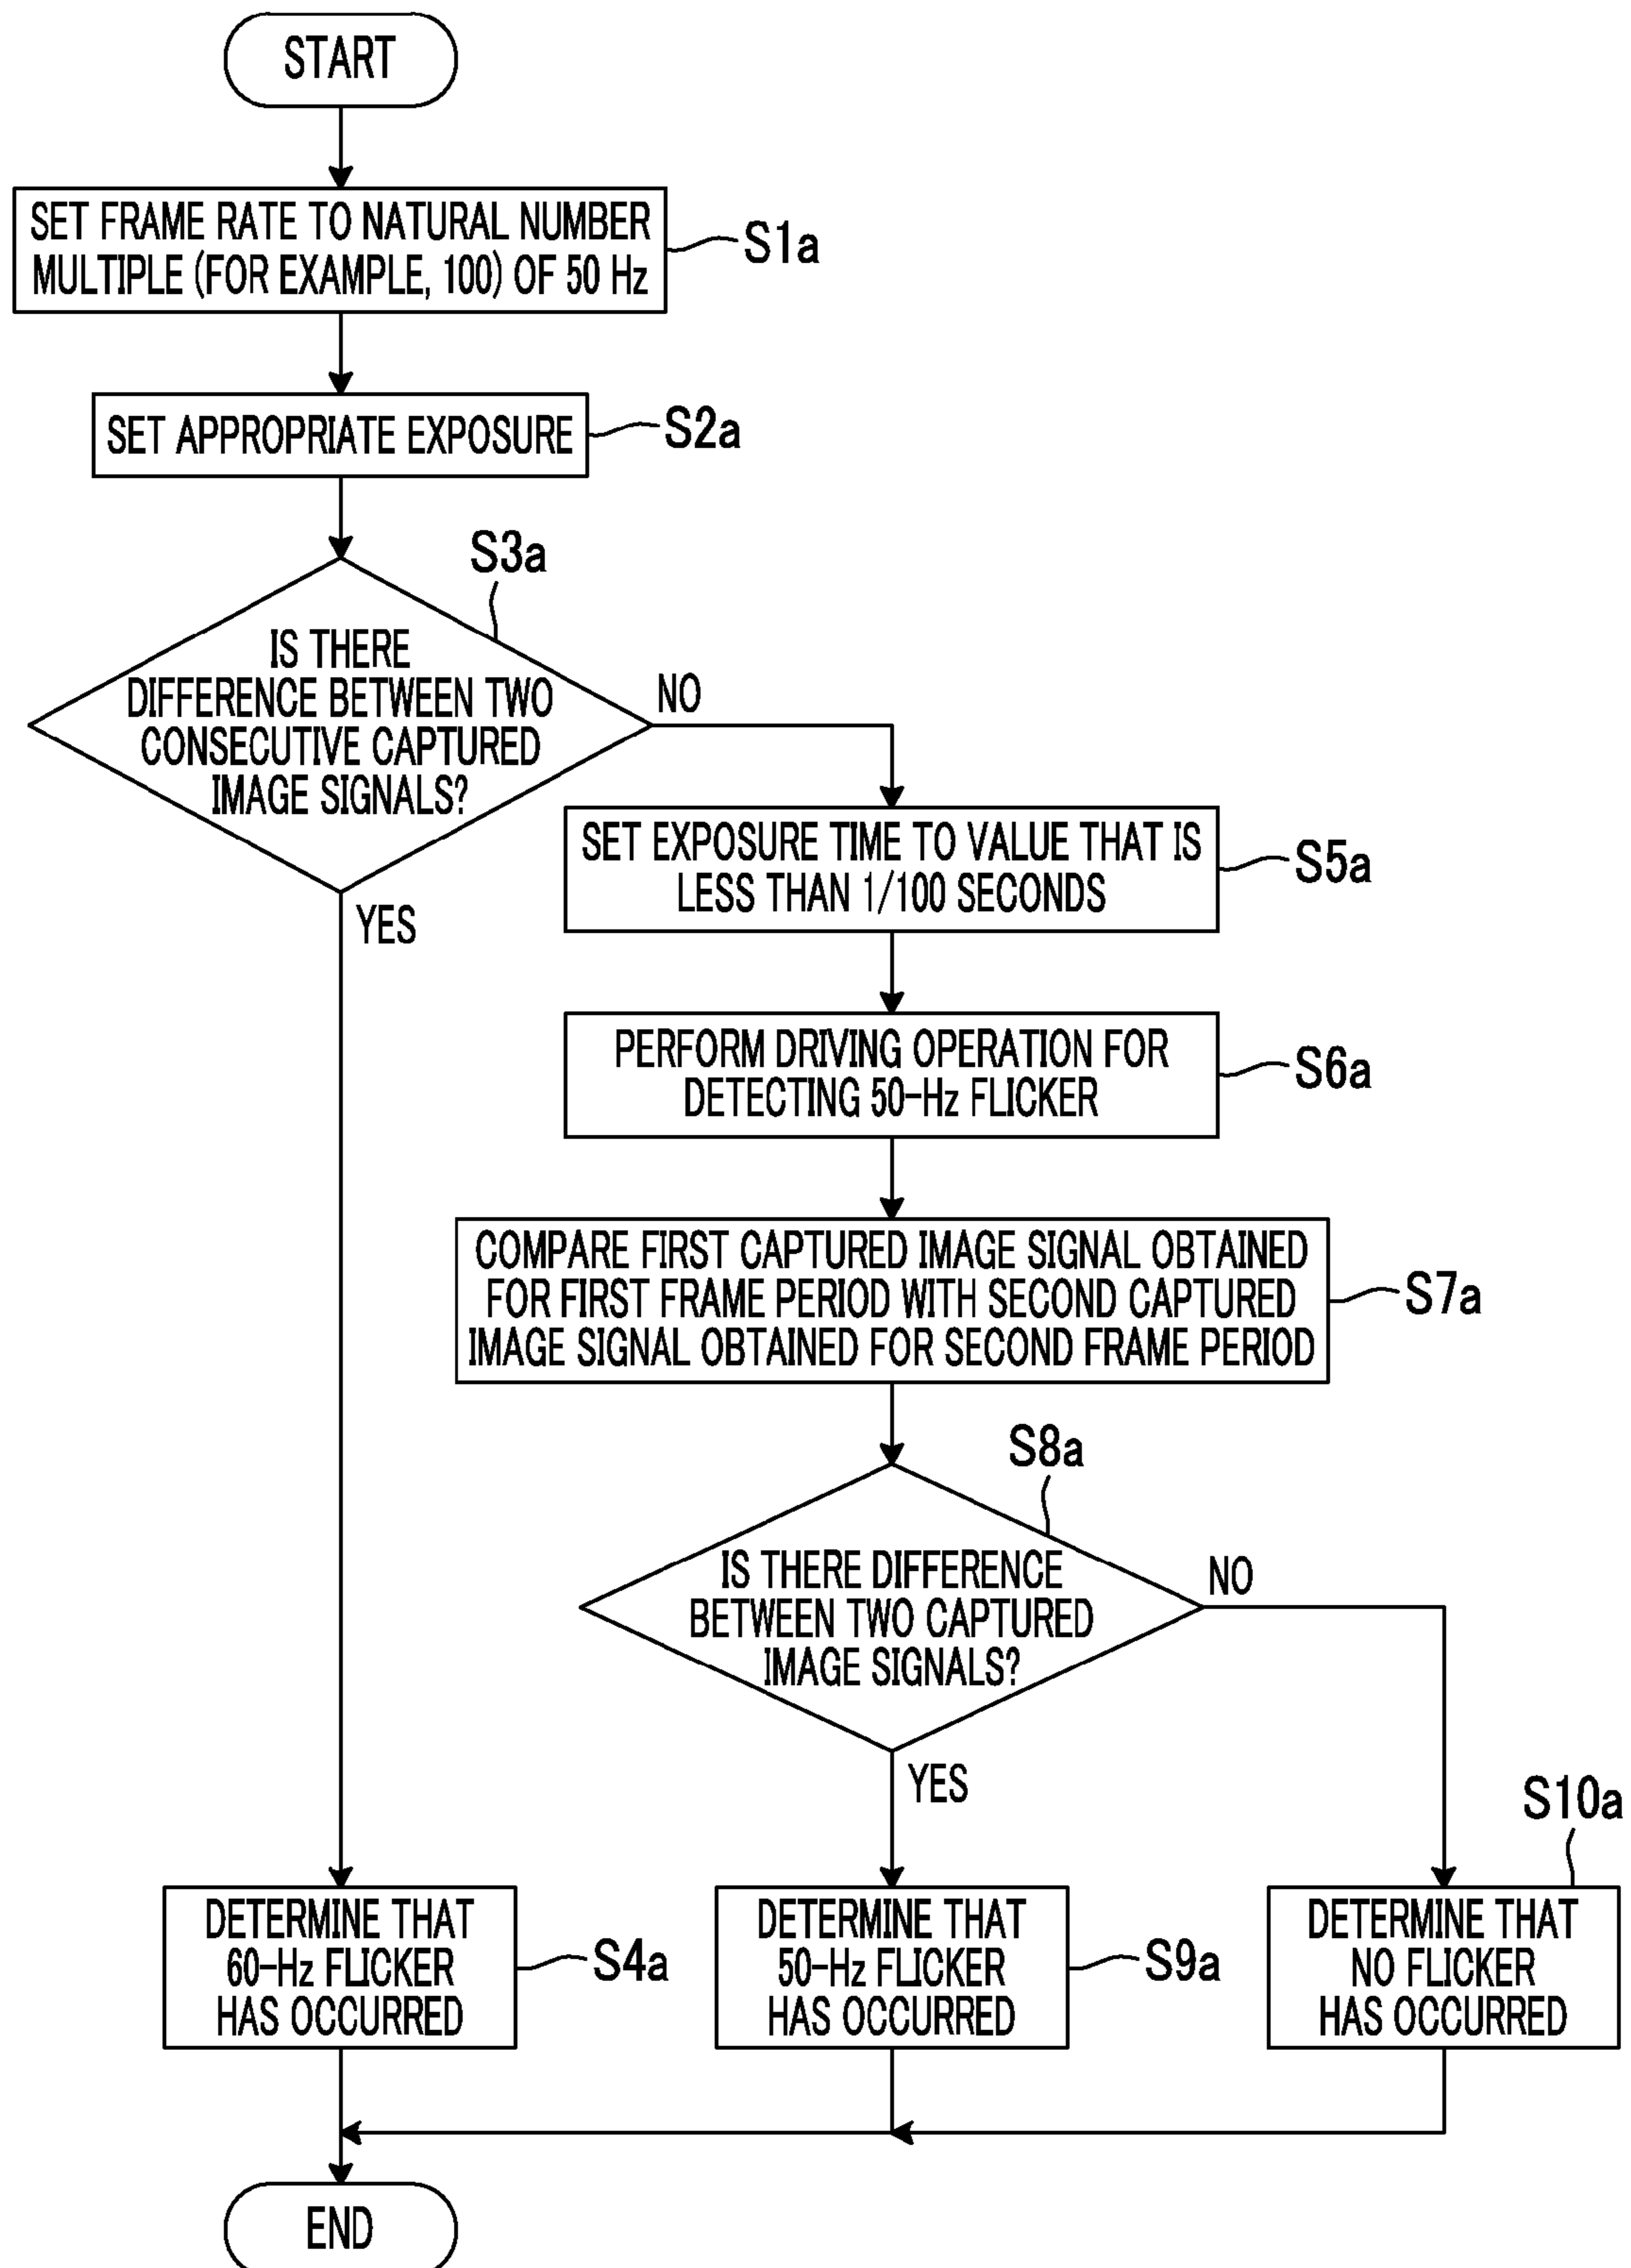 START
SET FRAME RATE TO NATURAL NUMBER
MULTIPLE (FOR EXAMPLE, 100) OF 50 Hz
S1a
SET APPROPRIATE EXPOSURE
S2a
S3a
IS THERE
DIFFERENCE BETWEEN TWO
CONSECUTIVE CAPTURED
IMAGE SIGNALS?
NO
YES
SET EXPOSURE TIME TO VALUE THAT IS
LESS THAN 1/100 SECONDS
S5a
PERFORM DRIVING OPERATION FOR
DETECTING 50-Hz FLICKER
S6a
COMPARE FIRST CAPTURED IMAGE SIGNAL OBTAINED
FOR FIRST FRAME PERIOD WITH SECOND CAPTURED
IMAGE SIGNAL OBTAINED FOR SECOND FRAME PERIOD
S7a
S8a
IS THERE DIFFERENCE
BETWEEN TWO CAPTURED
IMAGE SIGNALS?
NO
YES
S10a
DETERMINE THAT
60-Hz FLICKER
HAS OCCURRED
S4a
DETERMINE THAT
50-Hz FLICKER
HAS OCCURRED
S9a
DETERMINE THAT
NO FLICKER
HAS OCCURRED
END